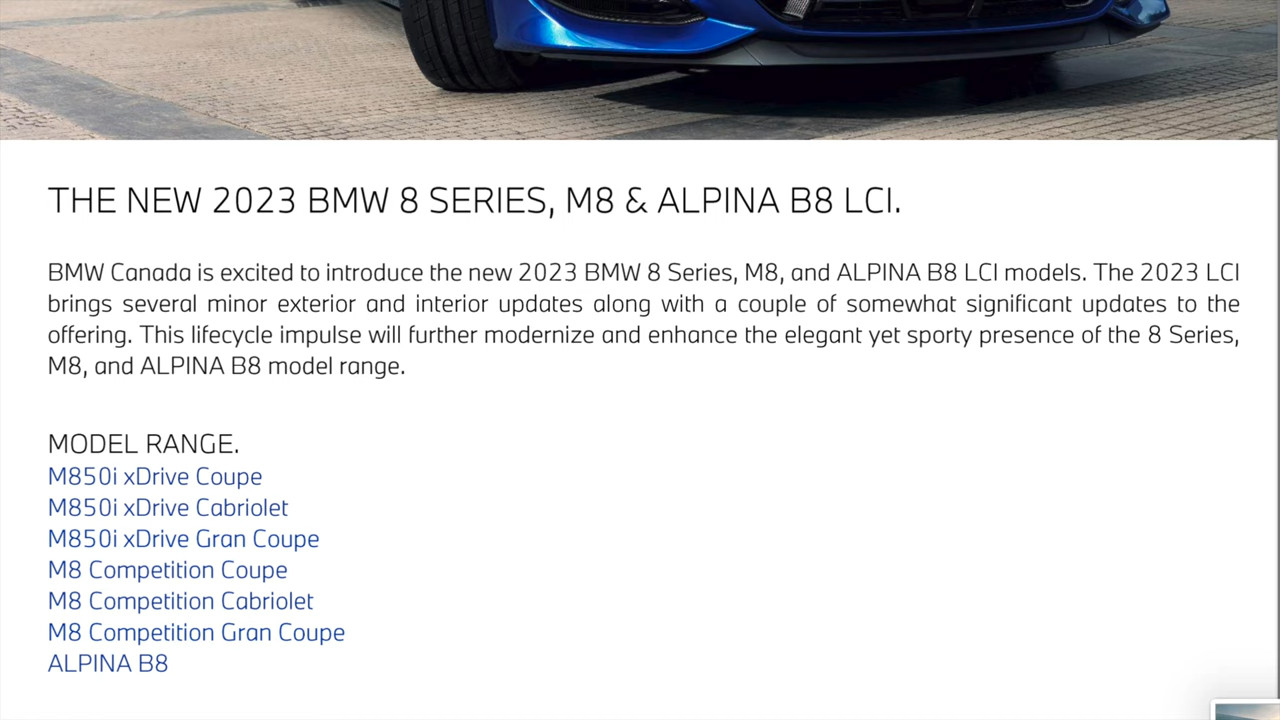 THE NEW 2023 BMW 8 SERIES, M8 & ALPINA B8 LCI.
BMW Canada is excited to introduce the new 2023 BMW 8 Series, M8, and ALPINA B8 LCI models. The 2023 LCI
brings several minor exterior and interior updates along with a couple of somewhat significant updates to the
offering. This lifecycle impulse will further modernize and enhance the elegant yet sporty presence of the 8 Series,
M8, and ALPINA B8 model range.
MODEL RANGE.
M850i xDrive Coupe
M850i xDrive Cabriolet
M850i xDrive Gran Coupe
M8 Competition Coupe
M8 Competition Cabriolet
M8 Competition Gran Coupe
ALPINA B8